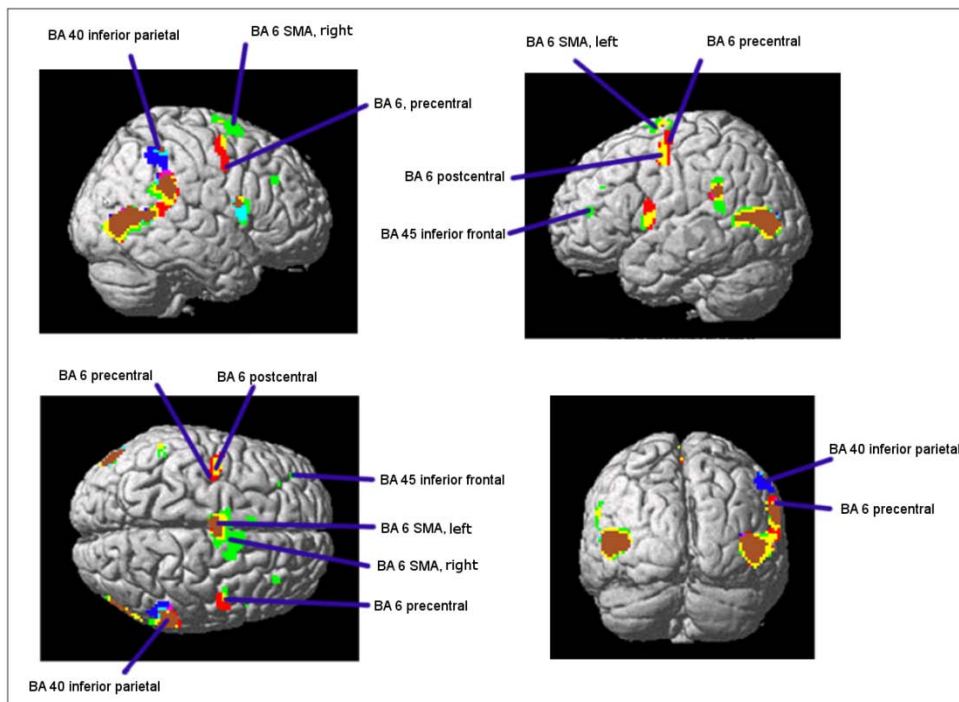 BA 6 SMA, right
BA 40 inferior parietal
BA 6, precentral
BA 6 SMA, left
BA 6 precentral
BA 6 postcentral
BA 45 inferior frontal
BA 6 precentral
BA 6 postcentral
BA 45 inferior frontal
BA 6 SMA, left
BA 6 SMA, right
BA 6 precentral
BA 40 inferior parietal
BA 40 inferior parietal
BA 6 precentral